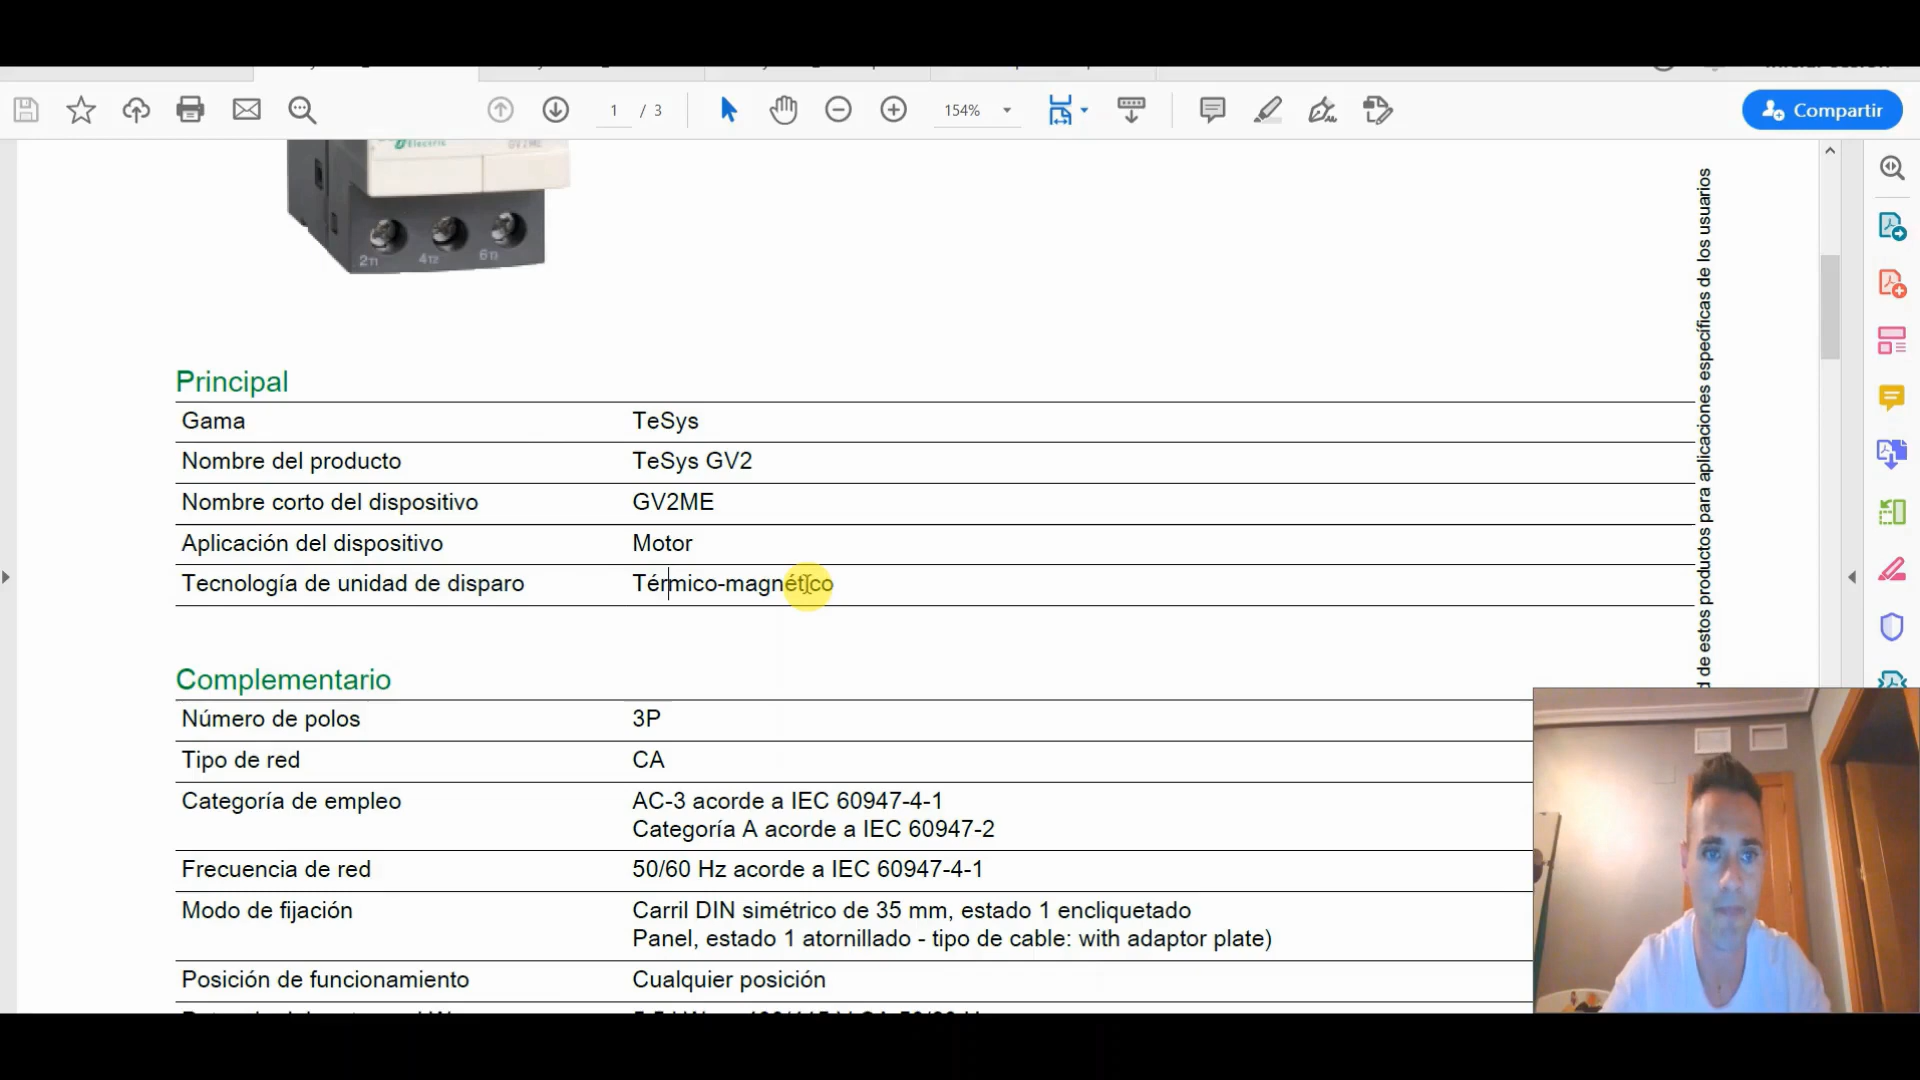 1 / 3
154%
Compartir
Electric
GV2ME
2T1
4T2
6T3
Principal
Gama TeSys
Nombre del producto TeSys GV2
Nombre corto del dispositivo GV2ME
Aplicación del dispositivo Motor
Tecnología de unidad de disparo Térmico-magnético
Complementario
Número de polos 3P
Tipo de red CA
Categoría de empleo AC-3 acorde a IEC 60947-4-1
Categoría A acorde a IEC 60947-2
Frecuencia de red 50/60 Hz acorde a IEC 60947-4-1
Modo de fijación Carril DIN simétrico de 35 mm, estado 1 encliquetado
Panel, estado 1 atornillado - tipo de cable: with adaptor plate)
Posición de funcionamiento Cualquier posición
de estos productos para aplicaciones específicas de los usuarios